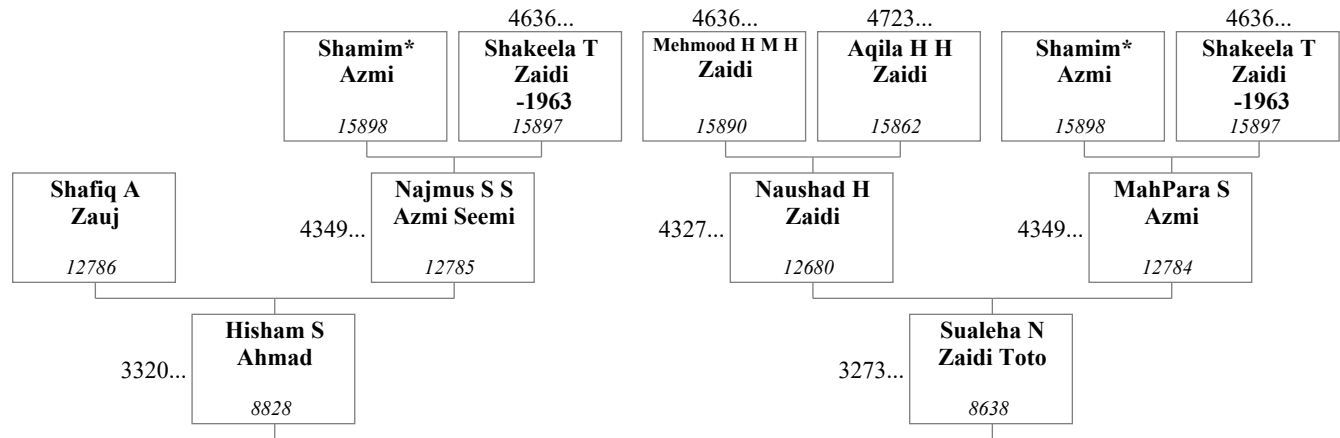 4636...
4636...
4723...
4636...
Shamim*
Azmi
15898
Shakeela T
Zaidi
-1963
15897
Mehmood H M H
Zaidi
15890
Aqila H H
Zaidi
15862
Shamim*
Azmi
15898
Shakeela T
Zaidi
-1963
15897
Shafiq A
Zauj
12786
4349...
Najmus S S
Azmi Seemi
12785
4327...
Naushad H
Zaidi
12680
4349...
MahPara S
Azmi
12784
3320...
Hisham S
Ahmad
8828
3273...
Sualeha N
Zaidi Toto
8638